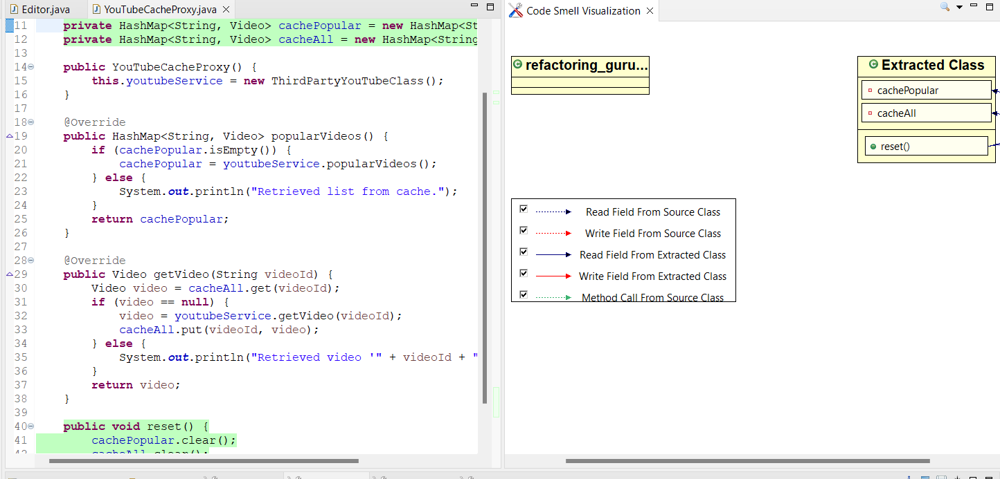 Editor.java
YouTubeCacheProxy.java
11 private HashMap<String, Video> cachePopular = new HashMap<St
12 private HashMap<String, Video> cacheAll = new HashMap<String
13
14 public YouTubeCacheProxy() {
15 this.youtubeService = new ThirdPartyYouTubeClass();
16 }
17
18 @Override
19 public HashMap<String, Video> popularVideos() {
20 if (cachePopular.isEmpty()) {
21 cachePopular = youtubeService.popularVideos();
22 } else {
23 System.out.println("Retrieved list from cache.");
24 }
25 return cachePopular;
26 }
27
28 @Override
29 public Video getVideo(String videoId) {
30 Video video = cacheAll.get(videoId);
31 if (video == null) {
32 video = youtubeService.getVideo(videoId);
33 cacheAll.put(videoId, video);
34 } else {
35 System.out.println("Retrieved video '" + videoId + "
36 }
37 return video;
38 }
39
40 public void reset() {
41 cachePopular.clear();
42 cacheAll.clear();
Code Smell Visualization
C refactoring_guru...
C Extracted Class
cachePopular
cacheAll
reset()
Read Field From Source Class
Write Field From Source Class
Read Field From Extracted Class
Write Field From Extracted Class
Method Call From Source Class